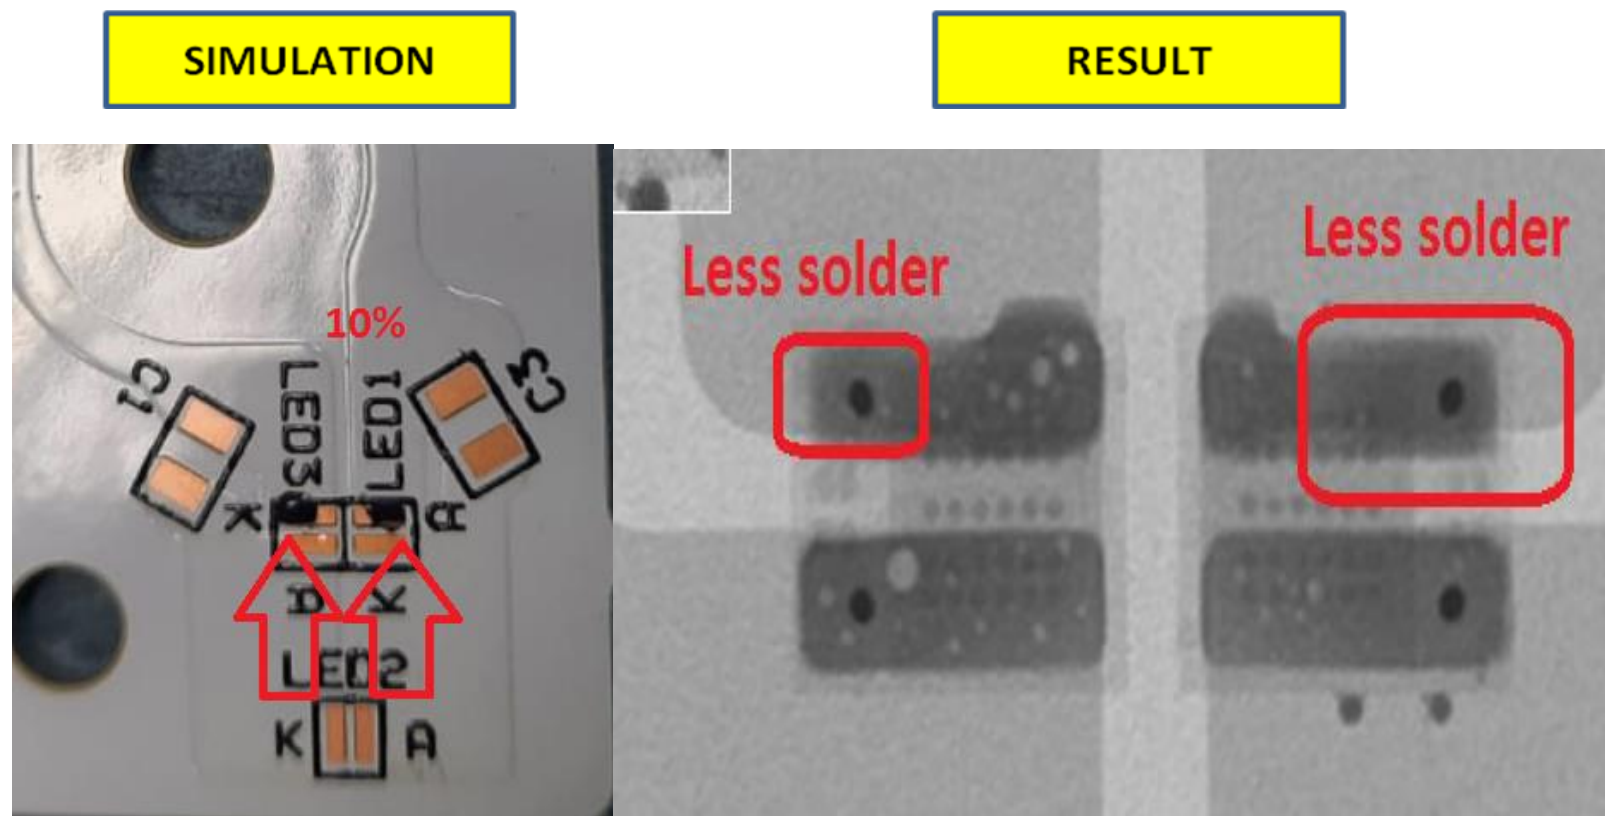 SIMULATION
RESULT
Less solder
Less solder
10%
C1
LED3
LED1
C3
K
A
A
K
LED2
K
A